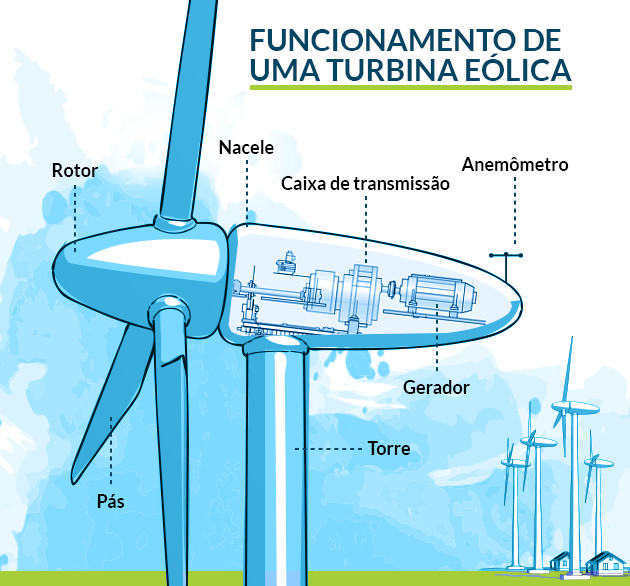 FUNCIONAMENTO DE
UMA TURBINA EÓLICA
Nacele
Rotor
Anemômetro
Caixa de transmissão
Gerador
Torre
Pás